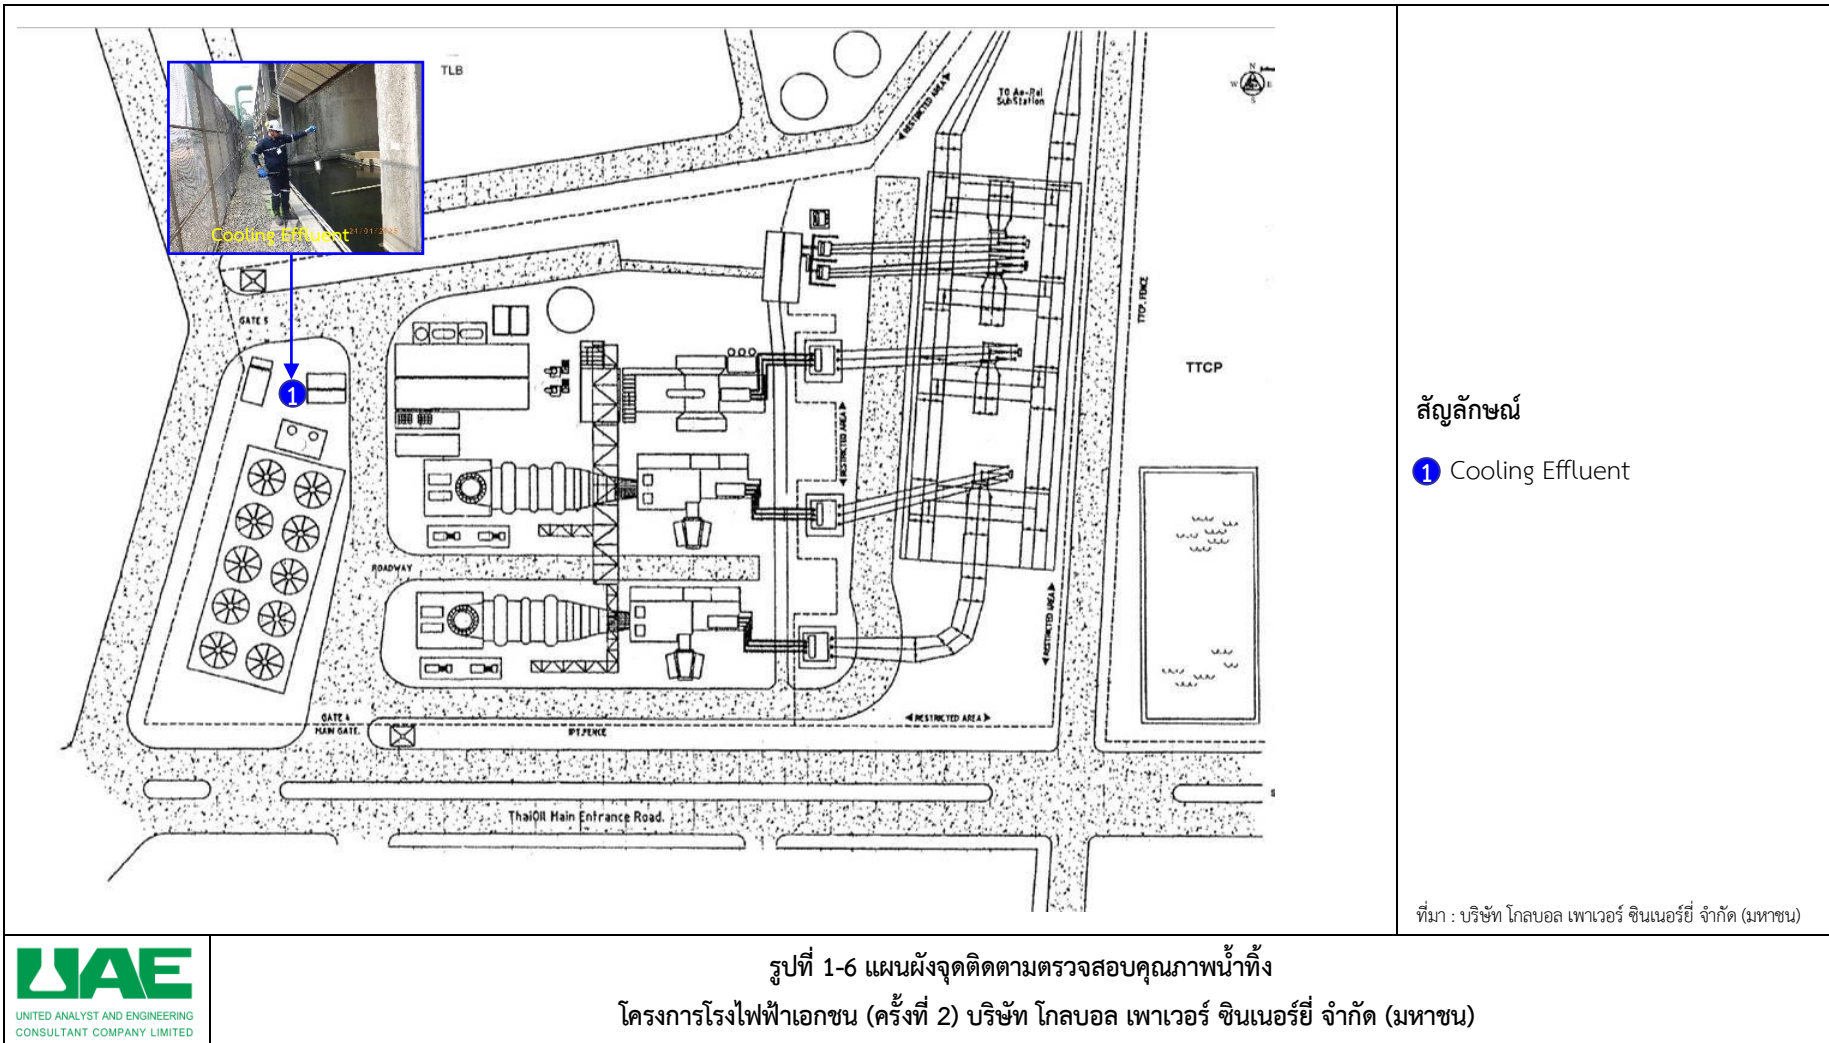 TLB
Cooling Effluent
GATE 5
1
TO Ao-Pai
SubStation
◄RESTRICTED AREA►
N
W E
S
TTCP. FENCE
TTCP
◄RESTRICTED AREA►
ROADWAY
◄RESTRICTED AREA►
GATE 4
MAIN GATE.
IPT.FENCE
◄RESTRICTED AREA►
ThaiOil Main Entrance Road.
สัญลักษณ์
1 Cooling Effluent
ที่มา : บริษัท โกลบอล เพาเวอร์ ซินเนอร์ยี่ จำกัด (มหาชน)
UAE
UNITED ANALYST AND ENGINEERING
CONSULTANT COMPANY LIMITED
รูปที่ 1-6 แผนผังจุดติดตามตรวจสอบคุณภาพน้ำทิ้ง
โครงการโรงไฟฟ้าเอกชน (ครั้งที่ 2) บริษัท โกลบอล เพาเวอร์ ซินเนอร์ยี่ จำกัด (มหาชน)